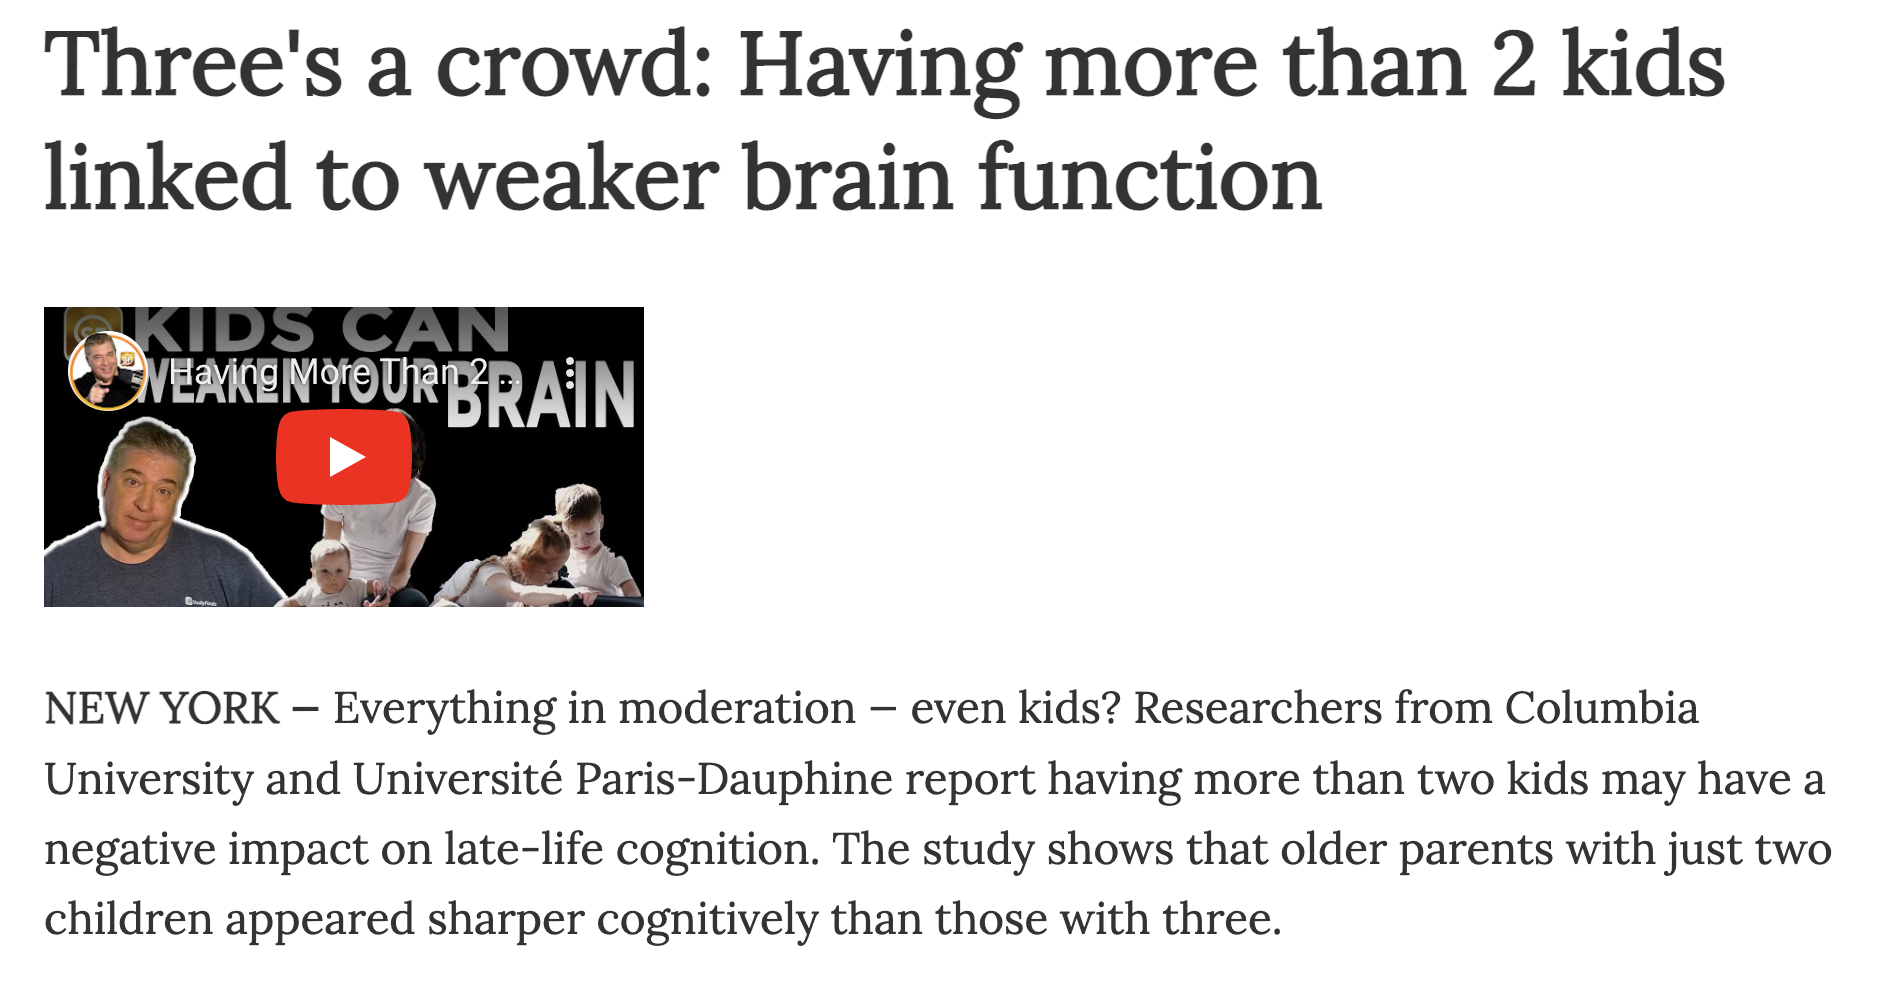 Three's a crowd: Having more than 2 kids
linked to weaker brain function
KIDS CAN
Having More Than 2 ...
WEAKEN YOUR BRAIN
StudyFinds
NEW YORK — Everything in moderation — even kids? Researchers from Columbia
University and Université Paris-Dauphine report having more than two kids may have a
negative impact on late-life cognition. The study shows that older parents with just two
children appeared sharper cognitively than those with three.